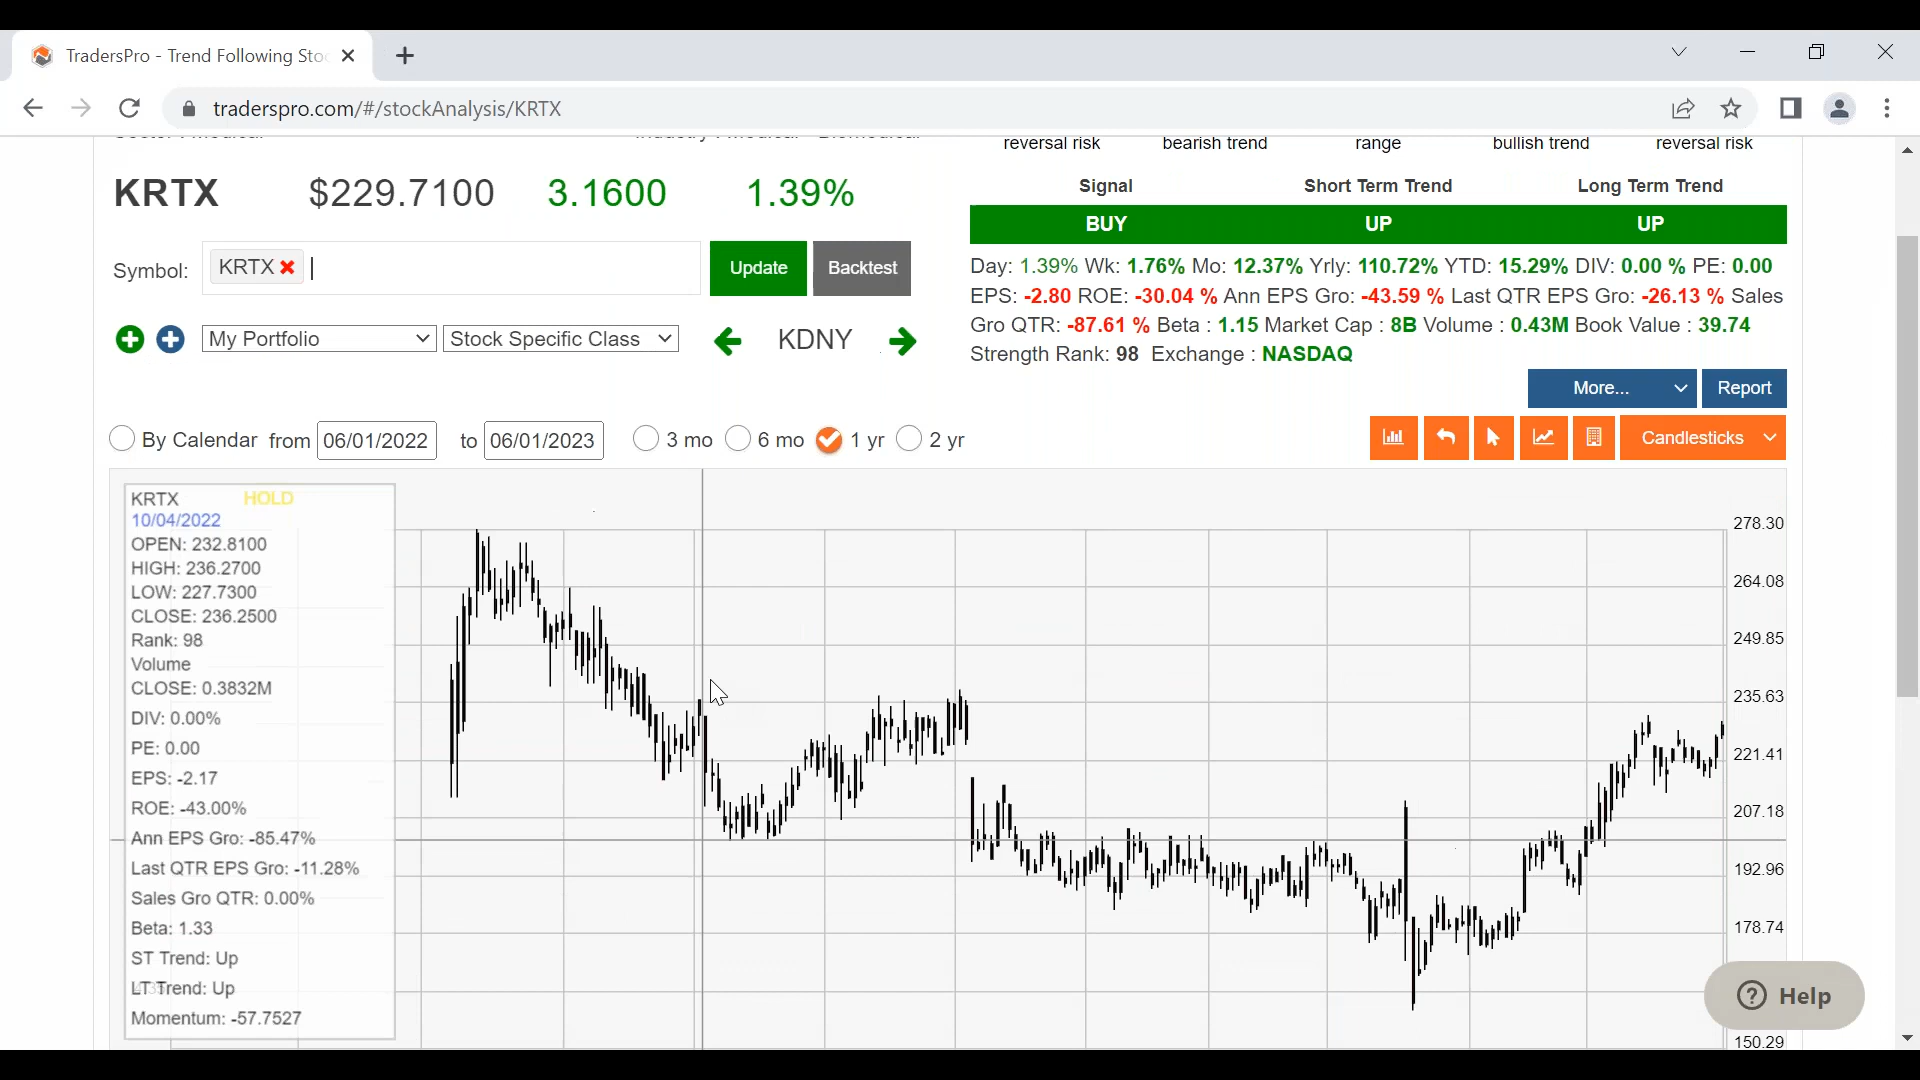 TradersPro - Trend Following Sto
traderspro.com/#/stockAnalysis/KRTX
reversal risk bearish trend range bullish trend reversal risk
KRTX $229.7100 3.1600 1.39%
Signal Short Term Trend Long Term Trend
BUY UP UP
Symbol: KRTX Update Backtest
Day: 1.39% Wk: 1.76% Mo: 12.37% Yrly: 110.72% YTD: 15.29% DIV: 0.00 % PE: 0.00
EPS: -2.80 ROE: -30.04 % Ann EPS Gro: -43.59 % Last QTR EPS Gro: -26.13 % Sales
Gro QTR: -87.61 % Beta : 1.15 Market Cap : 8B Volume : 0.43M Book Value : 39.74
Strength Rank: 98 Exchange : NASDAQ
My Portfolio Stock Specific Class KDNY
More... Report
By Calendar from 06/01/2022 to 06/01/2023 3 mo 6 mo 1 yr 2 yr
Candlesticks
KRTX HOLD
10/04/2022
OPEN: 232.8100
HIGH: 236.2700
LOW: 227.7300
CLOSE: 236.2500
Rank: 98
Volume
CLOSE: 0.3832M
DIV: 0.00%
PE: 0.00
EPS: -2.17
ROE: -43.00%
Ann EPS Gro: -85.47%
Last QTR EPS Gro: -11.28%
Sales Gro QTR: 0.00%
Beta: 1.33
ST Trend: Up
LT Trend: Up
Momentum: -57.7527
278.30
264.08
249.85
235.63
221.41
207.18
192.96
178.74
150.29
Help